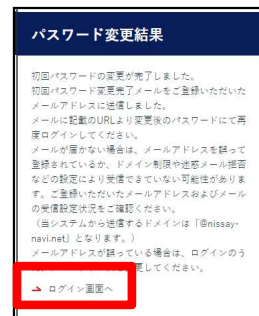 パスワード変更結果
初回パスワードの変更が完了しました。
初回パスワード変更完了メールをご登録いただいた
メールアドレスに送信しました。
メールに記載のURLより変更後のパスワードにて再
度ログインしてください。
メールが届かない場合は、メールアドレスを誤って
登録されているか、ドメイン制限や迷惑メール拒否
などの設定により受信できていない可能性がありま
す。ご登録いただいたメールアドレスおよびメール
の受信設定状況をご確認ください。
（当システムから送信するドメインは「@nissay-
navi.net」となります。）
メールアドレスが誤っている場合は、ログインのう
更してください。
ログイン画面へ